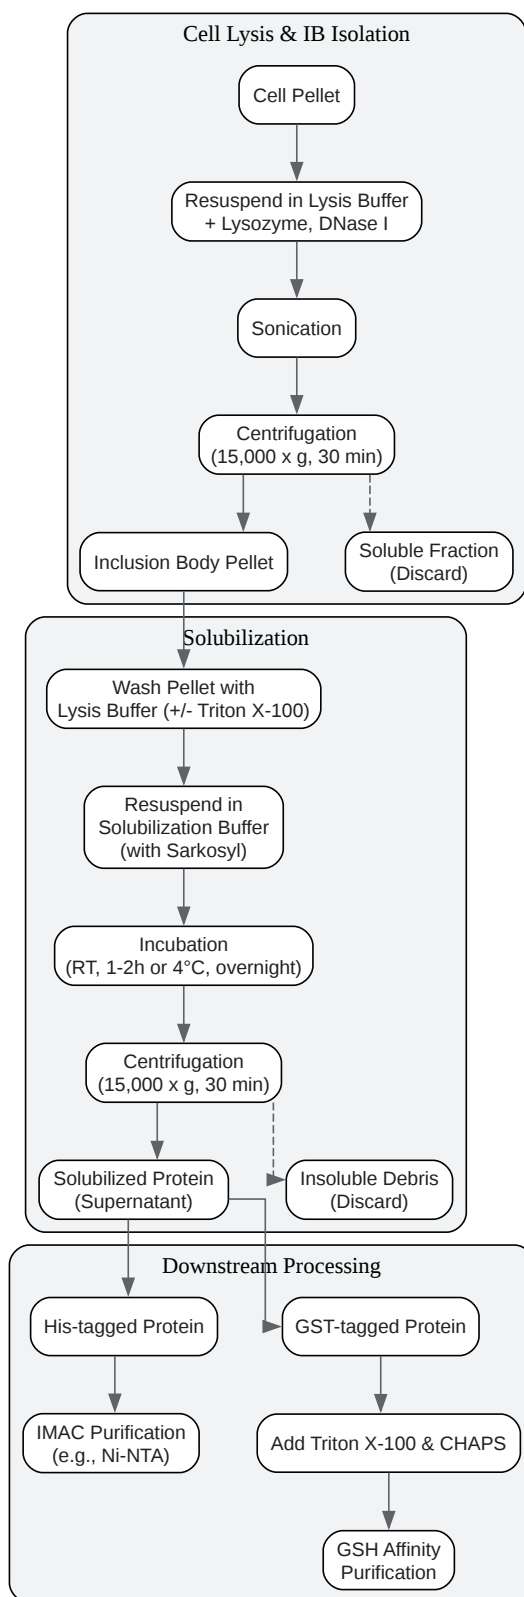 Cell Lysis & IB Isolation
Cell Pellet
Resuspend in Lysis Buffer
+ Lysozyme, DNase I
Sonication
Centrifugation
(15,000 x g, 30 min)
Inclusion Body Pellet
Soluble Fraction
(Discard)
Solubilization
Wash Pellet with
Lysis Buffer (+/- Triton X-100)
Resuspend in
Solubilization Buffer
(with Sarkosyl)
Incubation
(RT, 1-2h or 4°C, overnight)
Centrifugation
(15,000 x g, 30 min)
Solubilized Protein
(Supernatant)
Insoluble Debris
(Discard)
Downstream Processing
His-tagged Protein
GST-tagged Protein
IMAC Purification
(e.g., Ni-NTA)
Add Triton X-100 & CHAPS
GSH Affinity
Purification